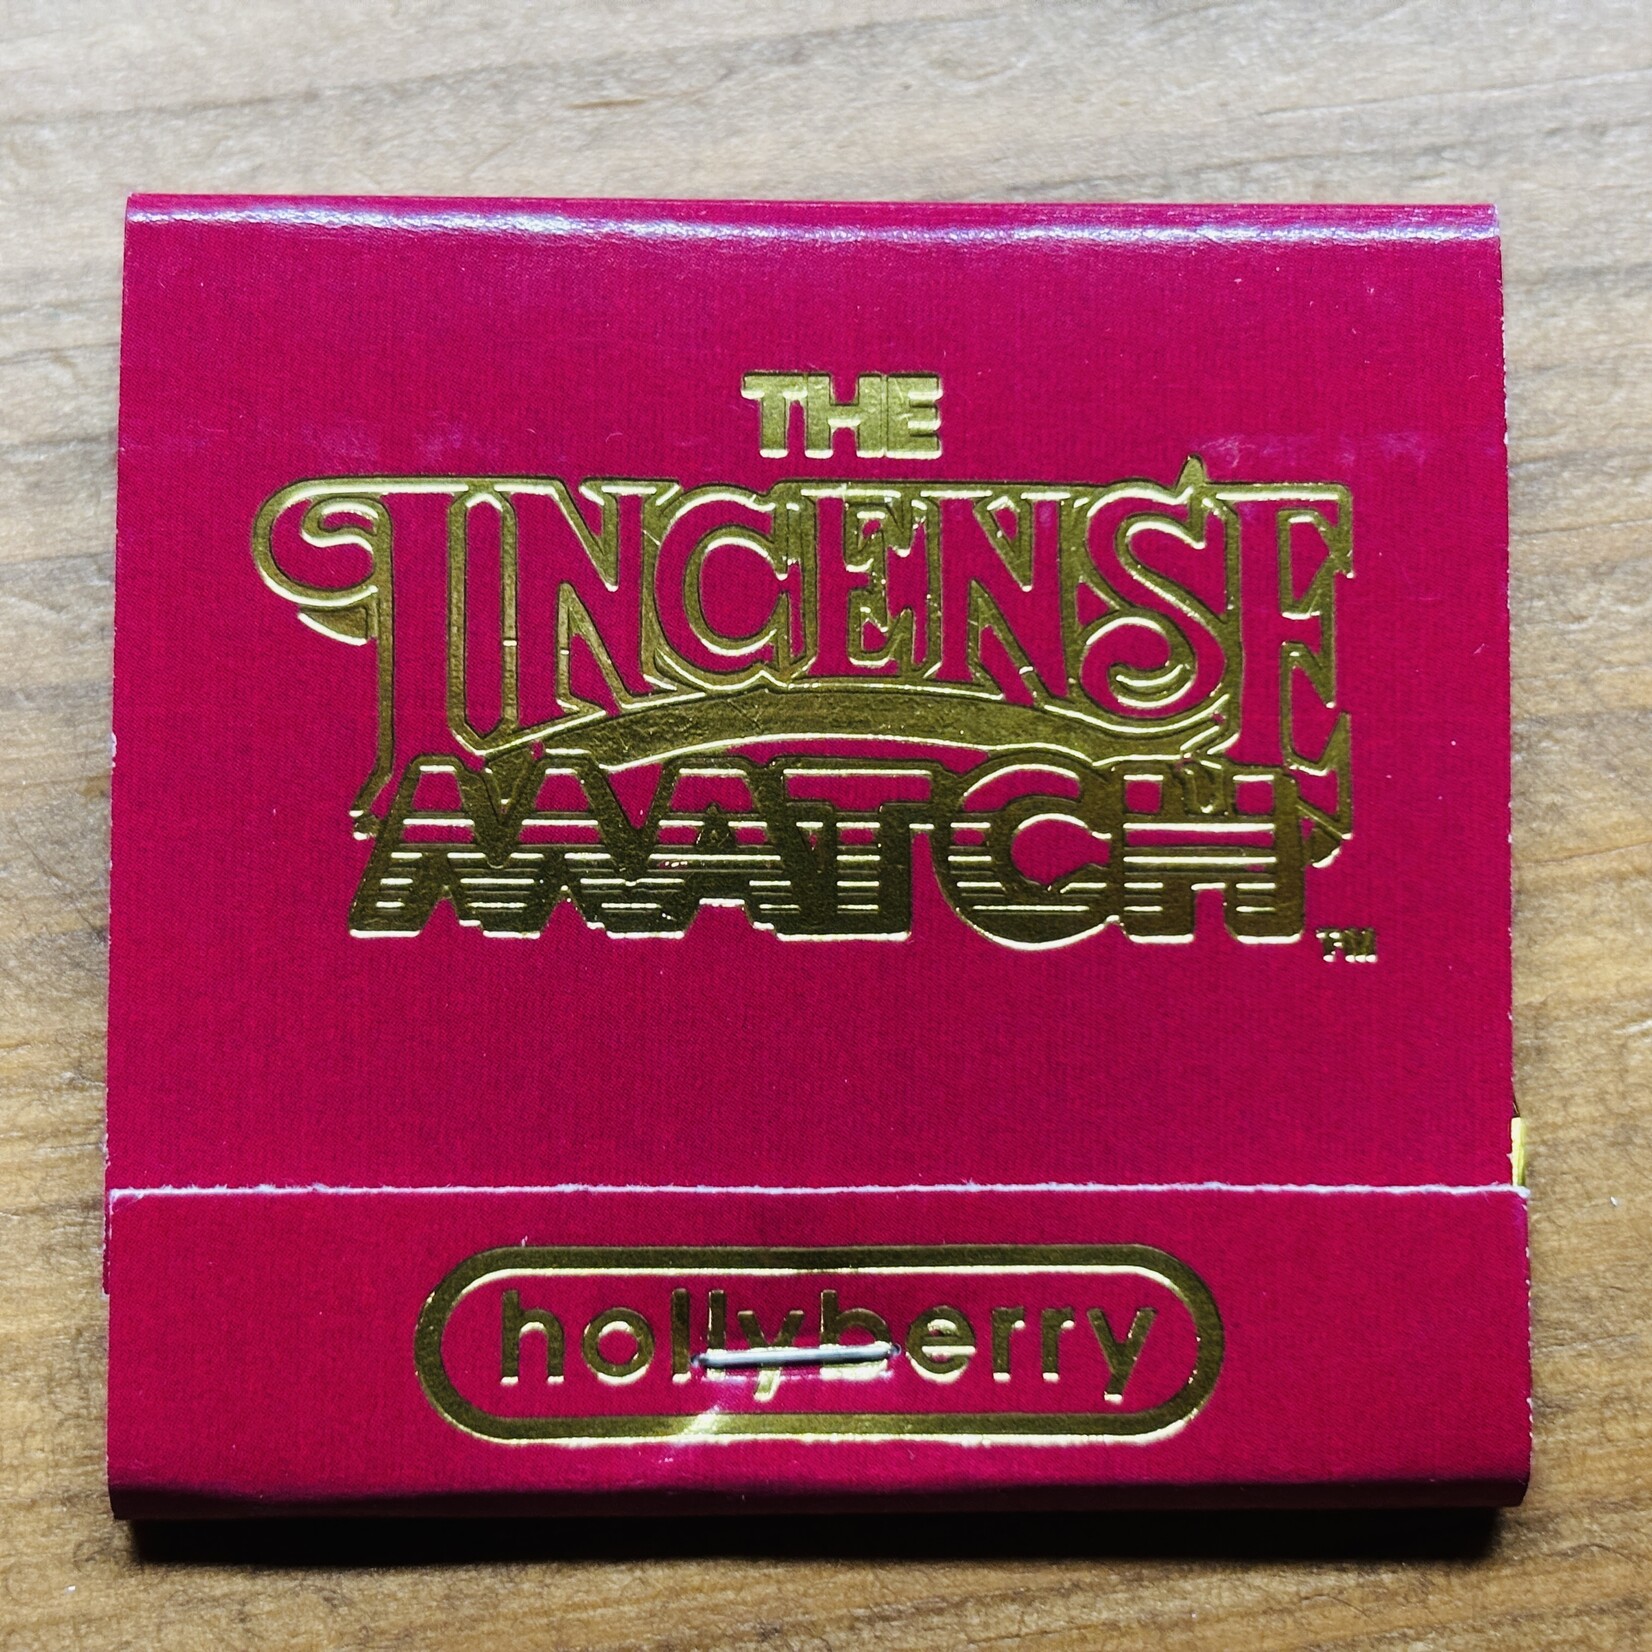 THE
INCENSE
MATCH TM
hollyberry